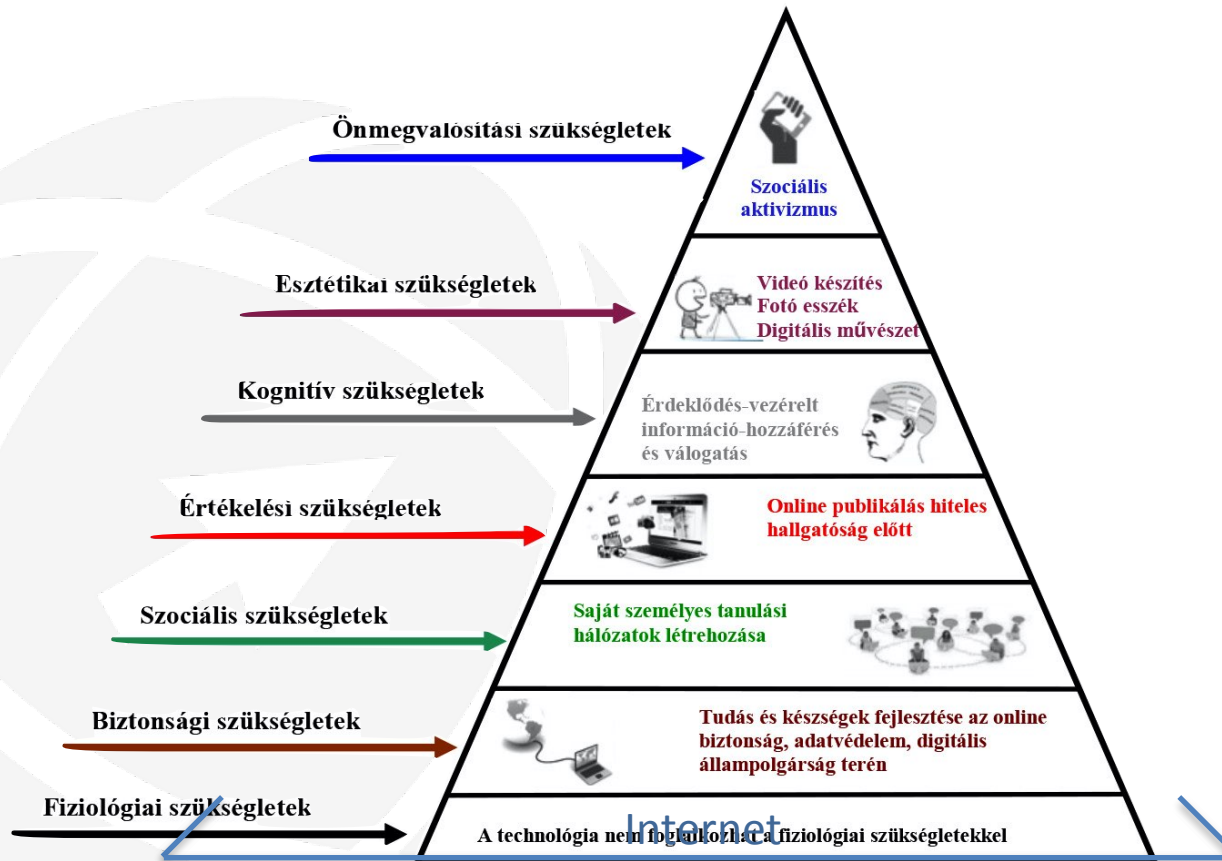 Önmegvalósítási szükségletek
Szociális
aktivizmus
Esztétikai szükségletek
Videó készítés
Fotó esszék
Digitális művészet
Kognitív szükségletek
Érdeklődés-vezérelt
információ-hozzáférés
és válogatás
Értékelési szükségletek
Online publikálás hiteles
hallgatóság előtt
Szociális szükségletek
Saját személyes tanulási
hálózatok létrehozása
Biztonsági szükségletek
Tudás és készségek fejlesztése az online
biztonság, adatvédelem, digitális
állampolgárság terén
Fiziológiai szükségletek
A technológia nem foglalkozhat a fiziológiai szükségletekkel
Internet